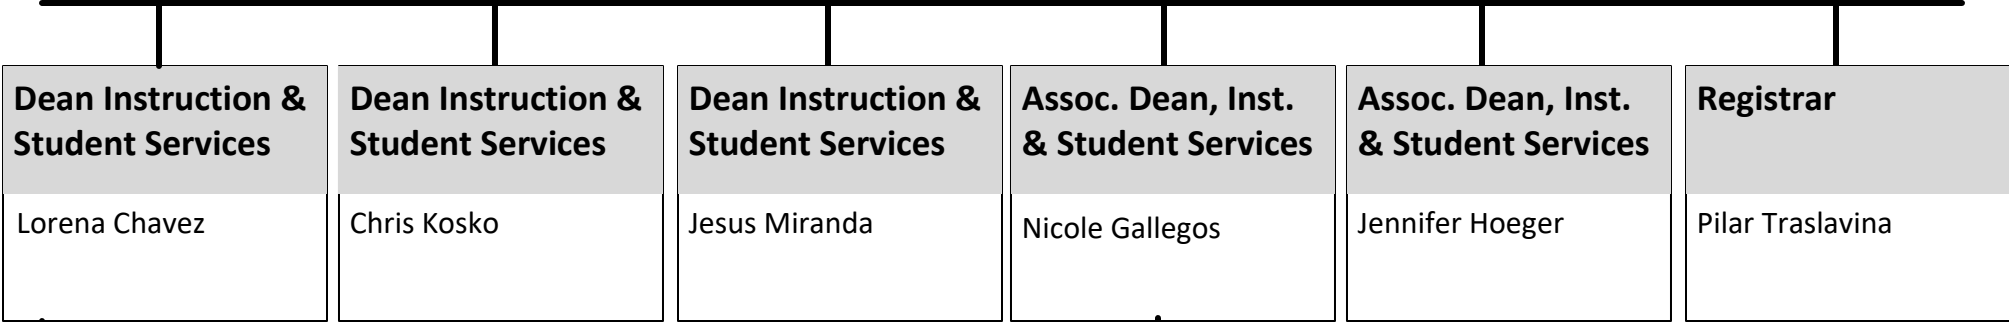 Dean Instruction &
Student Services
Lorena Chavez
Dean Instruction &
Student Services
Chris Kosko
Dean Instruction &
Student Services
Jesus Miranda
Assoc. Dean, Inst.
& Student Services
Nicole Gallegos
Assoc. Dean, Inst.
& Student Services
Jennifer Hoeger
Registrar
Pilar Traslavina